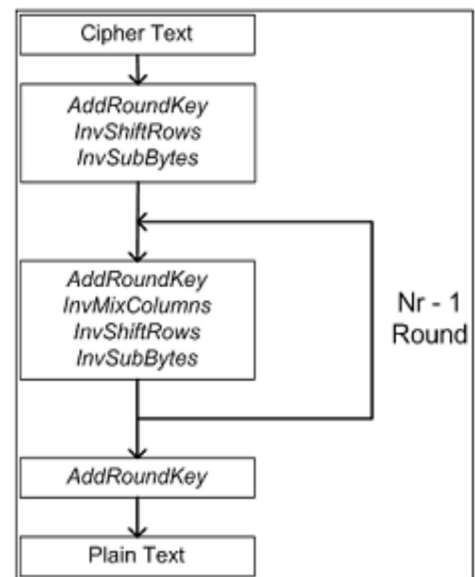 Cipher Text
AddRoundKey
InvShiftRows
InvSubBytes
AddRoundKey
InvMixColumns
InvShiftRows
InvSubBytes
Nr - 1
Round
AddRoundKey
Plain Text